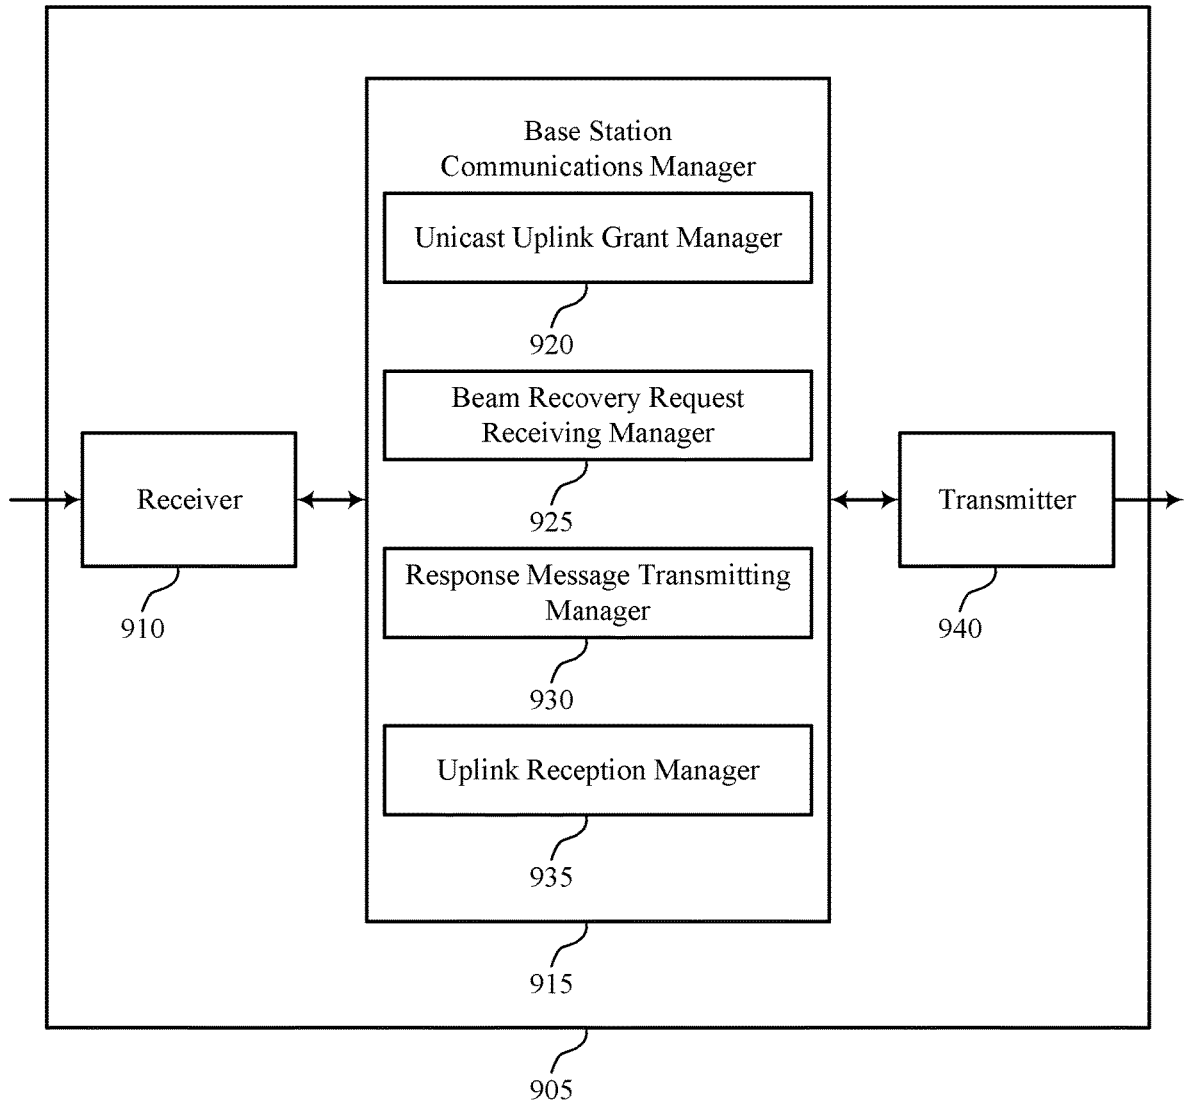 Base Station
Communications Manager
Unicast Uplink Grant Manager
920
Beam Recovery Request
Receiving Manager
925
Receiver
910
Transmitter
940
Response Message Transmitting
Manager
930
Uplink Reception Manager
935
915
905